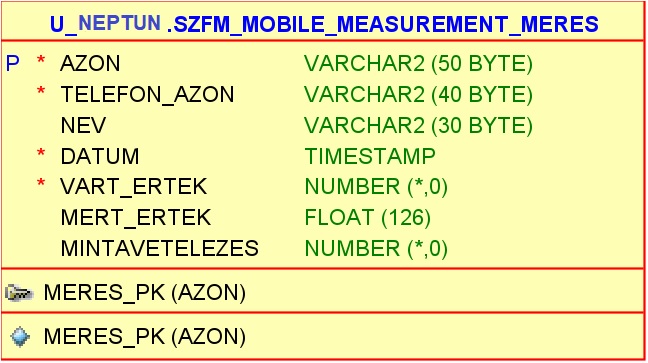 U_NEPTUN.SZFM_MOBILE_MEASUREMENT_MERES
P * AZON VARCHAR2 (50 BYTE)
* TELEFON_AZON VARCHAR2 (40 BYTE)
NEV VARCHAR2 (30 BYTE)
* DATUM TIMESTAMP
* VART_ERTEK NUMBER (*,0)
MERT_ERTEK FLOAT (126)
MINTAVETELEZES NUMBER (*,0)
MERES_PK (AZON)
MERES_PK (AZON)